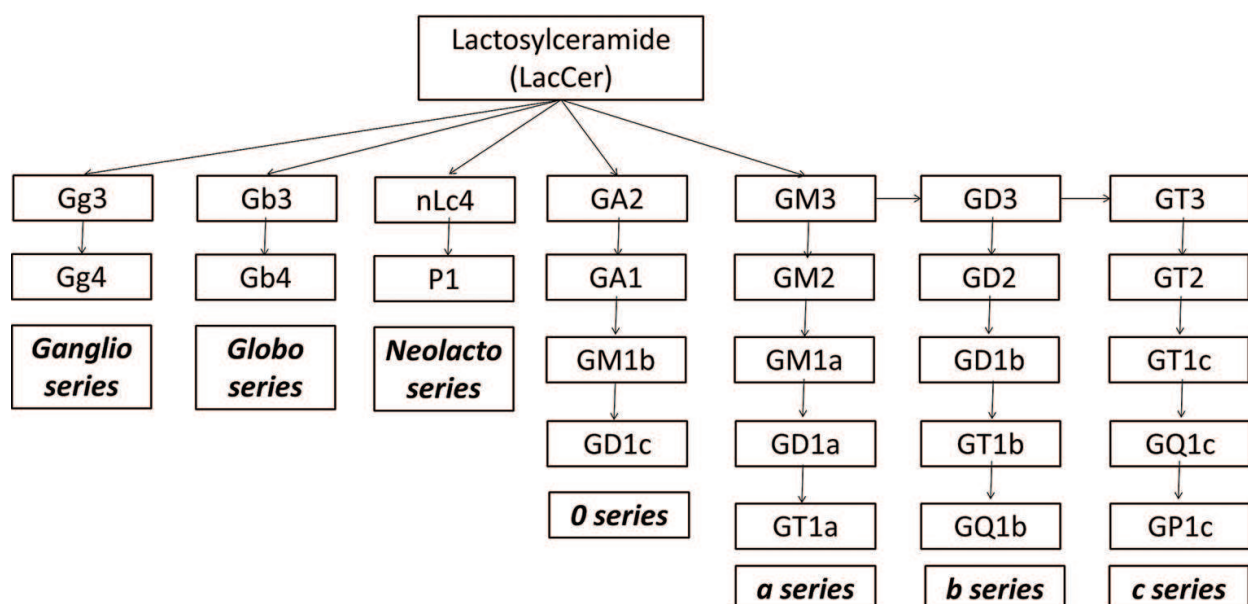 Lactosylceramide
(LacCer)
Gg3
Gb3
nLc4
GA2
GM3
GD3
GT3
Gg4
Gb4
P1
GA1
GM2
GD2
GT2
Ganglio
series
Globo
series
Neolacto
series
GM1b
GM1a
GD1b
GT1c
GD1c
GD1a
GT1b
GQ1c
0 series
GT1a
GQ1b
GP1c
a series
b series
c series